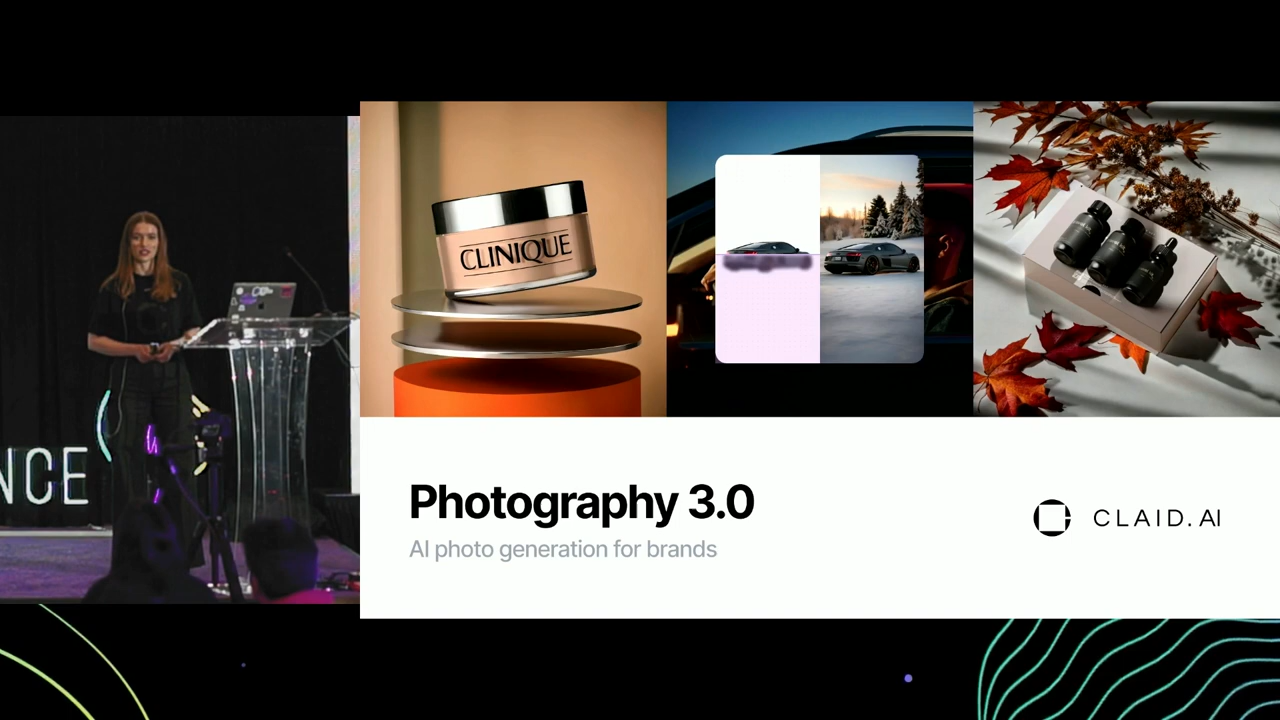 NCE
CLINIQUE
Photography 3.0
AI photo generation for brands
CLAID.AI